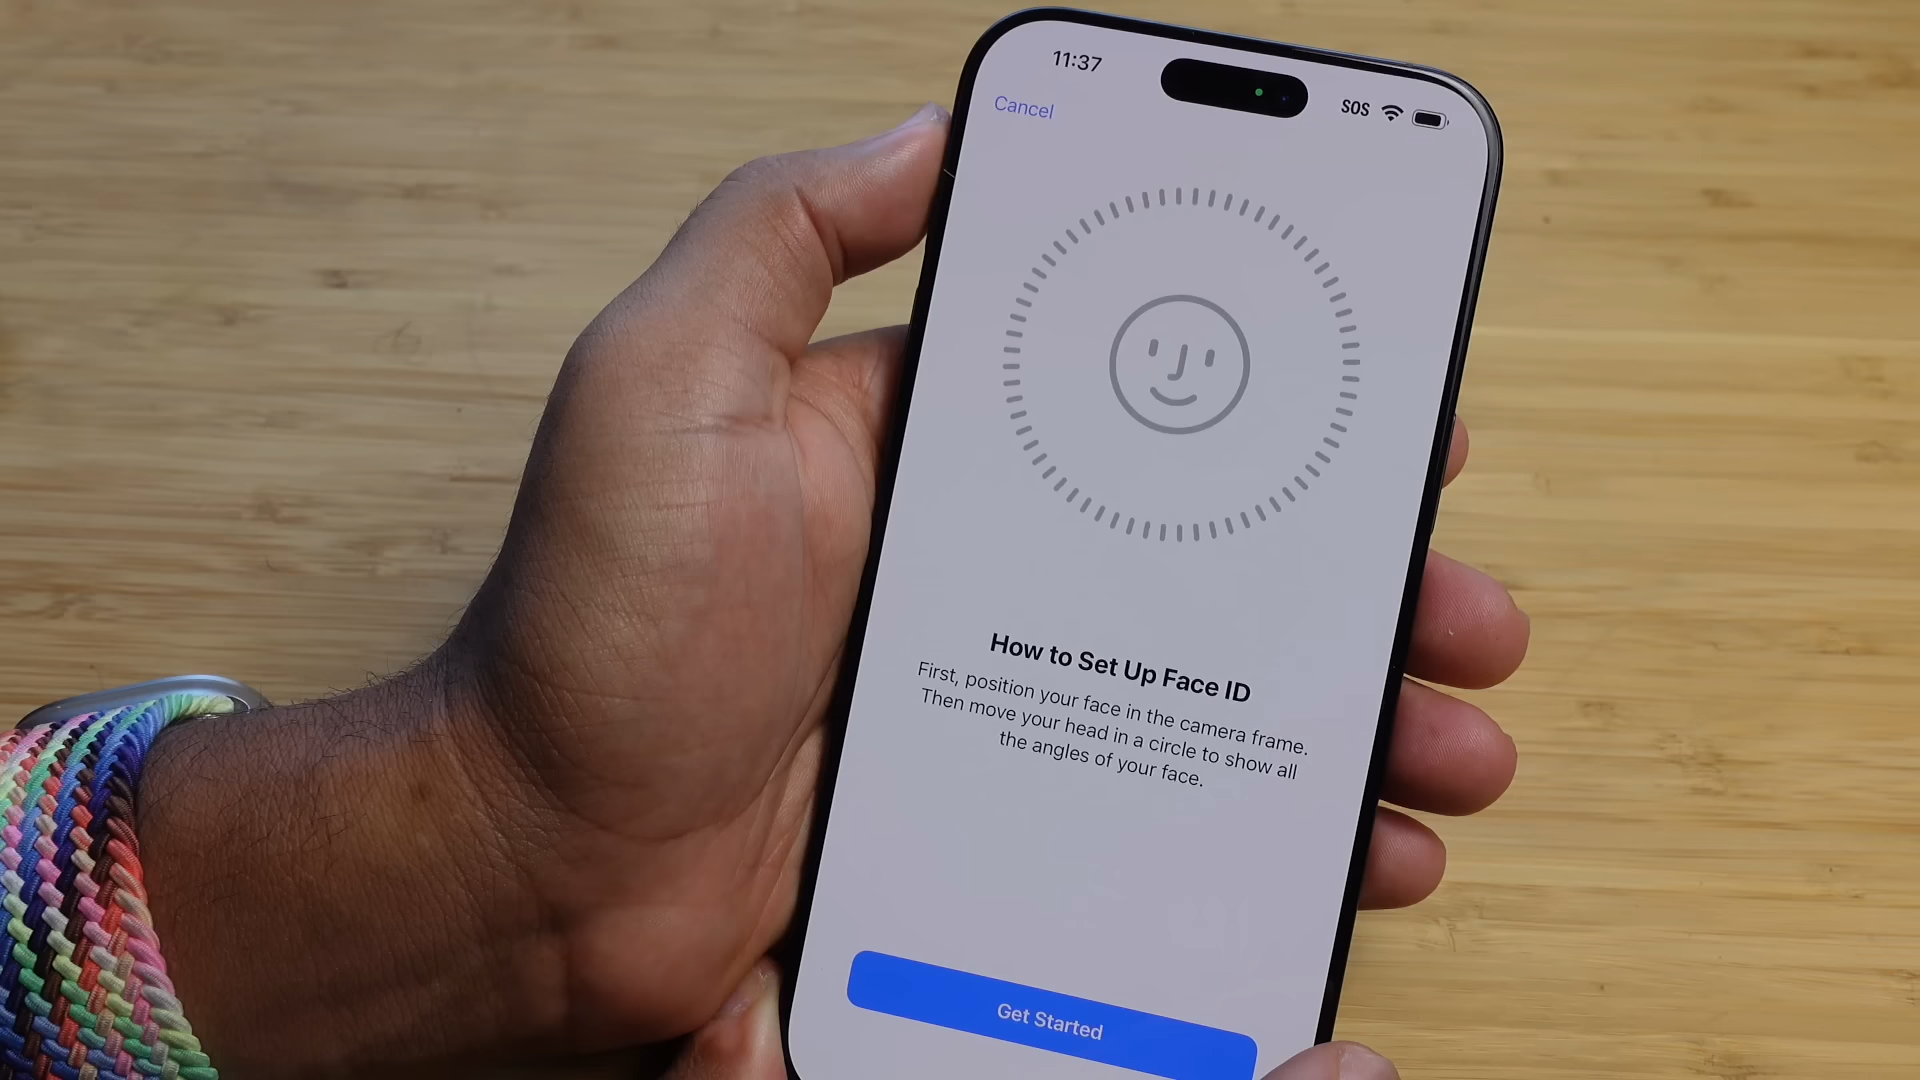 11:37
SOS
Cancel
How to Set Up Face ID
First, position your face in the camera frame.
Then move your head in a circle to show all
the angles of your face.
Get Started